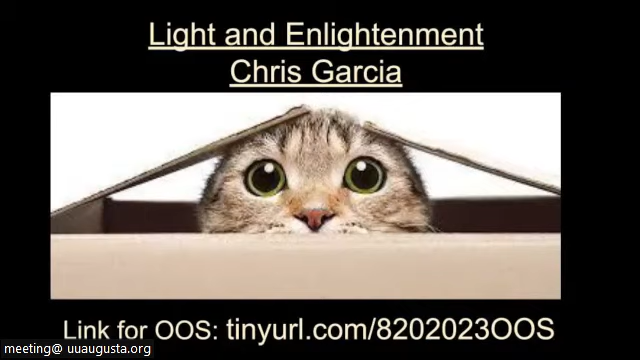 Light and Enlightenment
Chris Garcia
Link for OOS: tinyurl.com/8202023OOS
meeting@ uuaugusta.org